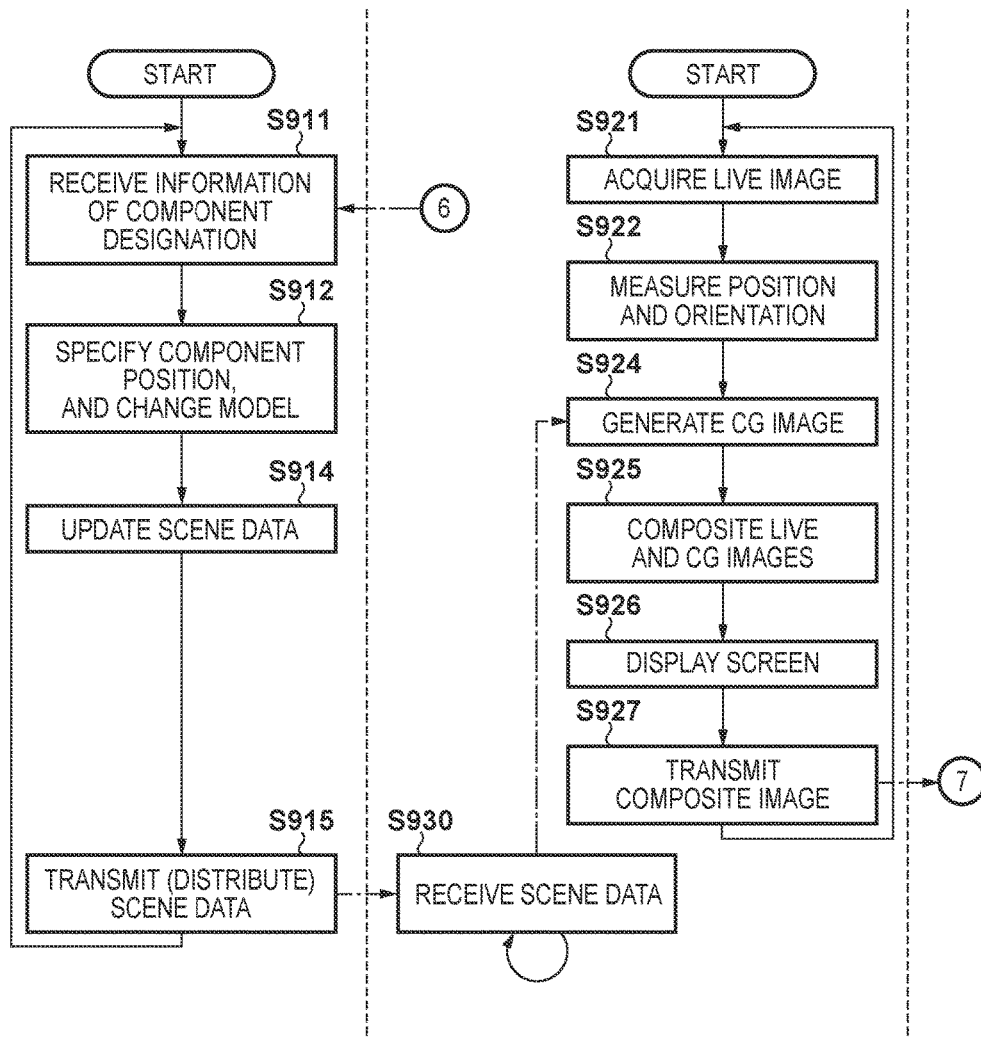 START
S911
RECEIVE INFORMATION
OF COMPONENT
DESIGNATION
6
S912
SPECIFY COMPONENT
POSITION,
AND CHANGE MODEL
S914
UPDATE SCENE DATA
S915
TRANSMIT (DISTRIBUTE)
SCENE DATA
S930
RECEIVE SCENE DATA
START
S921
ACQUIRE LIVE IMAGE
S922
MEASURE POSITION
AND ORIENTATION
S924
GENERATE CG IMAGE
S925
COMPOSITE LIVE
AND CG IMAGES
S926
DISPLAY SCREEN
S927
TRANSMIT
COMPOSITE IMAGE
7